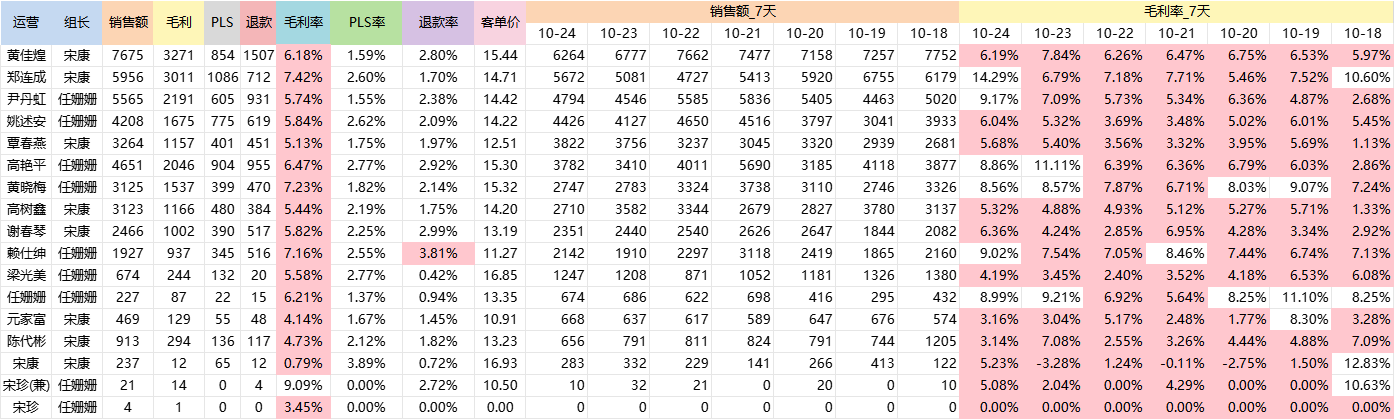 运营 组长 销售额 毛利 PLS 退款 毛利率 PLS率 退款率 客单价 销售额_7天 毛利率_7天
10-24 10-23 10-22 10-21 10-20 10-19 10-18 10-24 10-23 10-22 10-21 10-20 10-19 10-18
黄佳煌 宋康 7675 3271 854 1507 6.18% 1.59% 2.80% 15.44 6264 6777 7662 7477 7158 7257 7752 6.19% 7.84% 6.26% 6.47% 6.75% 6.53% 5.97%
郑连成 宋康 5956 3011 1086 712 7.42% 2.60% 1.70% 14.71 5672 5081 4727 5413 5920 6755 6179 14.29% 6.79% 7.18% 7.71% 5.46% 7.52% 10.60%
尹丹虹 任姗姗 5565 2191 605 931 5.74% 1.55% 2.38% 14.42 4794 4546 5585 5836 5405 4463 5020 9.17% 7.09% 5.73% 5.34% 6.36% 4.87% 2.68%
姚述安 任姗姗 4208 1675 775 619 5.84% 2.62% 2.09% 14.22 4426 4127 4650 4516 3797 3041 3933 6.04% 5.32% 3.69% 3.48% 5.02% 6.01% 5.45%
覃春燕 宋康 3264 1157 401 451 5.13% 1.75% 1.97% 12.51 3822 3756 3237 3045 3320 2939 2681 5.68% 5.40% 3.56% 3.32% 3.95% 5.69% 1.13%
高艳平 任姗姗 4651 2046 904 955 6.47% 2.77% 2.92% 15.30 3782 3410 4011 5690 3185 4118 3877 8.86% 11.11% 6.39% 6.36% 6.79% 6.03% 2.86%
黄晓梅 任姗姗 3125 1537 399 470 7.23% 1.82% 2.14% 15.32 2747 2783 3324 3738 3110 2746 3326 8.56% 8.57% 7.87% 6.71% 8.03% 9.07% 7.24%
高树鑫 宋康 3123 1166 480 384 5.44% 2.19% 1.75% 14.20 2710 3582 3344 2679 2827 3780 3137 5.32% 4.88% 4.93% 5.12% 5.27% 5.71% 1.33%
谢春琴 宋康 2466 1002 390 517 5.82% 2.25% 2.99% 13.19 2351 2440 2540 2626 2647 1844 2082 6.36% 4.24% 2.85% 6.95% 4.28% 3.34% 2.92%
赖仕绅 任姗姗 1927 937 345 516 7.16% 2.55% 3.81% 11.27 2142 1910 2297 3118 2419 1865 2160 9.02% 7.54% 7.05% 8.46% 7.44% 6.74% 7.13%
梁光美 任姗姗 674 244 132 20 5.58% 2.77% 0.42% 16.85 1247 1208 871 1052 1181 1326 1380 4.19% 3.45% 2.40% 3.52% 4.18% 6.53% 6.08%
任姗姗 任姗姗 227 87 22 15 6.21% 1.37% 0.94% 13.35 674 686 622 698 416 295 432 8.99% 9.21% 6.92% 5.64% 8.25% 11.10% 8.25%
元家富 宋康 469 129 55 48 4.14% 1.67% 1.45% 10.91 668 637 617 589 647 676 574 3.16% 3.04% 5.17% 2.48% 1.77% 8.30% 3.28%
陈代彬 宋康 913 294 136 117 4.73% 2.12% 1.82% 13.23 656 791 811 824 791 744 1205 3.14% 7.08% 2.55% 3.26% 4.44% 4.88% 7.09%
宋康 宋康 237 12 65 12 0.79% 3.89% 0.72% 16.93 283 332 229 141 266 413 122 5.23% -3.28% 1.24% -0.11% -2.75% 1.50% 12.83%
宋珍(兼) 任姗姗 21 14 0 4 9.09% 0.00% 2.72% 10.50 10 32 21 0 20 0 10 5.08% 2.04% 0.00% 4.29% 0.00% 0.00% 10.63%
宋珍 任姗姗 4 1 0 0 3.45% 0.00% 0.00% 0.00 0 0 0 0 0 0 0 0.00% 0.00% 0.00% 0.00% 0.00% 0.00% 0.00%